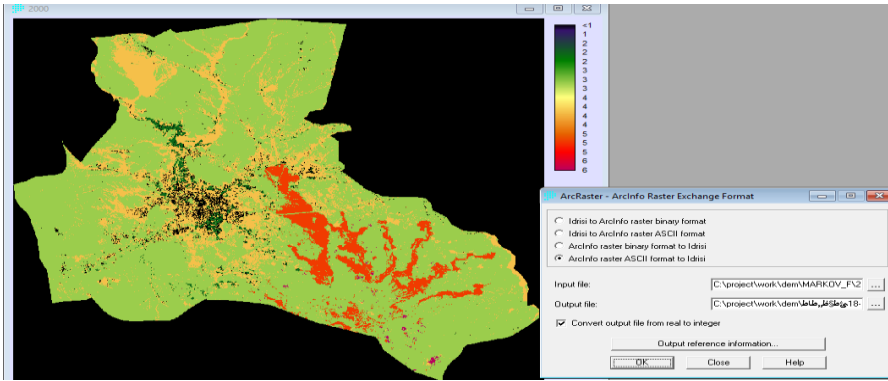 2000
<1
1
2
2
2
3
3
4
4
4
5
5
5
6
6
ArcRaster - ArcInfo Raster Exchange Format
Idrisi to ArcInfo raster binary format
Idrisi to ArcInfo raster ASCII format
ArcInfo raster binary format to Idrisi
ArcInfo raster ASCII format to Idrisi
Input file:
C:\project\work\dem\MARKOV_F\2
...
Output file:
C:\project\work\dem\
...
Convert output file from real to integer
Output reference information...
OK
Close
Help